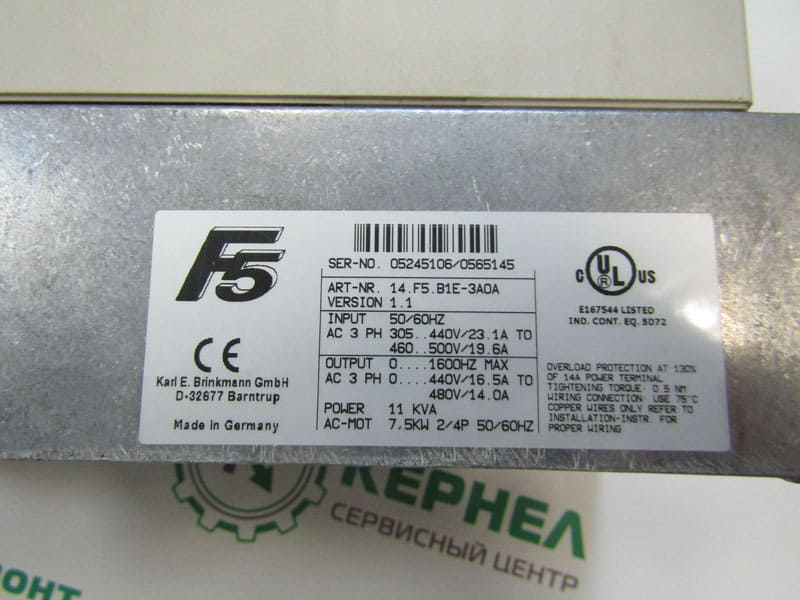 F5
SER-NO. 05245106/0565145
ART-NR. 14.F5.B1E-3A0A
VERSION 1.1
INPUT 50/60HZ
AC 3 PH 305..440V/23.1A TO
460..500V/19.6A
OUTPUT 0....1600HZ MAX
AC 3 PH 0....440V/16.5A TO
480V/14.0A
POWER 11 KVA
AC-MOT 7,5KW 2/4P 50/60HZ
CE
Karl E. Brinkmann GmbH
D-32677 Barntrup
Made in Germany
C UL US
E167544 LISTED
IND. CONT. EQ. 5D72
OVERLOAD PROTECTION AT 130%
OF 14A POWER TERMINAL
TIGHTENING TORQUE: 0.5 NM
WIRING CONNECTION: USE 75°C
COPPER WIRES ONLY REFER TO
INSTALLATION-INSTR. FOR
PROPER WIRING
КЕРНЕЛ
СЕРВИСНЫЙ ЦЕНТР